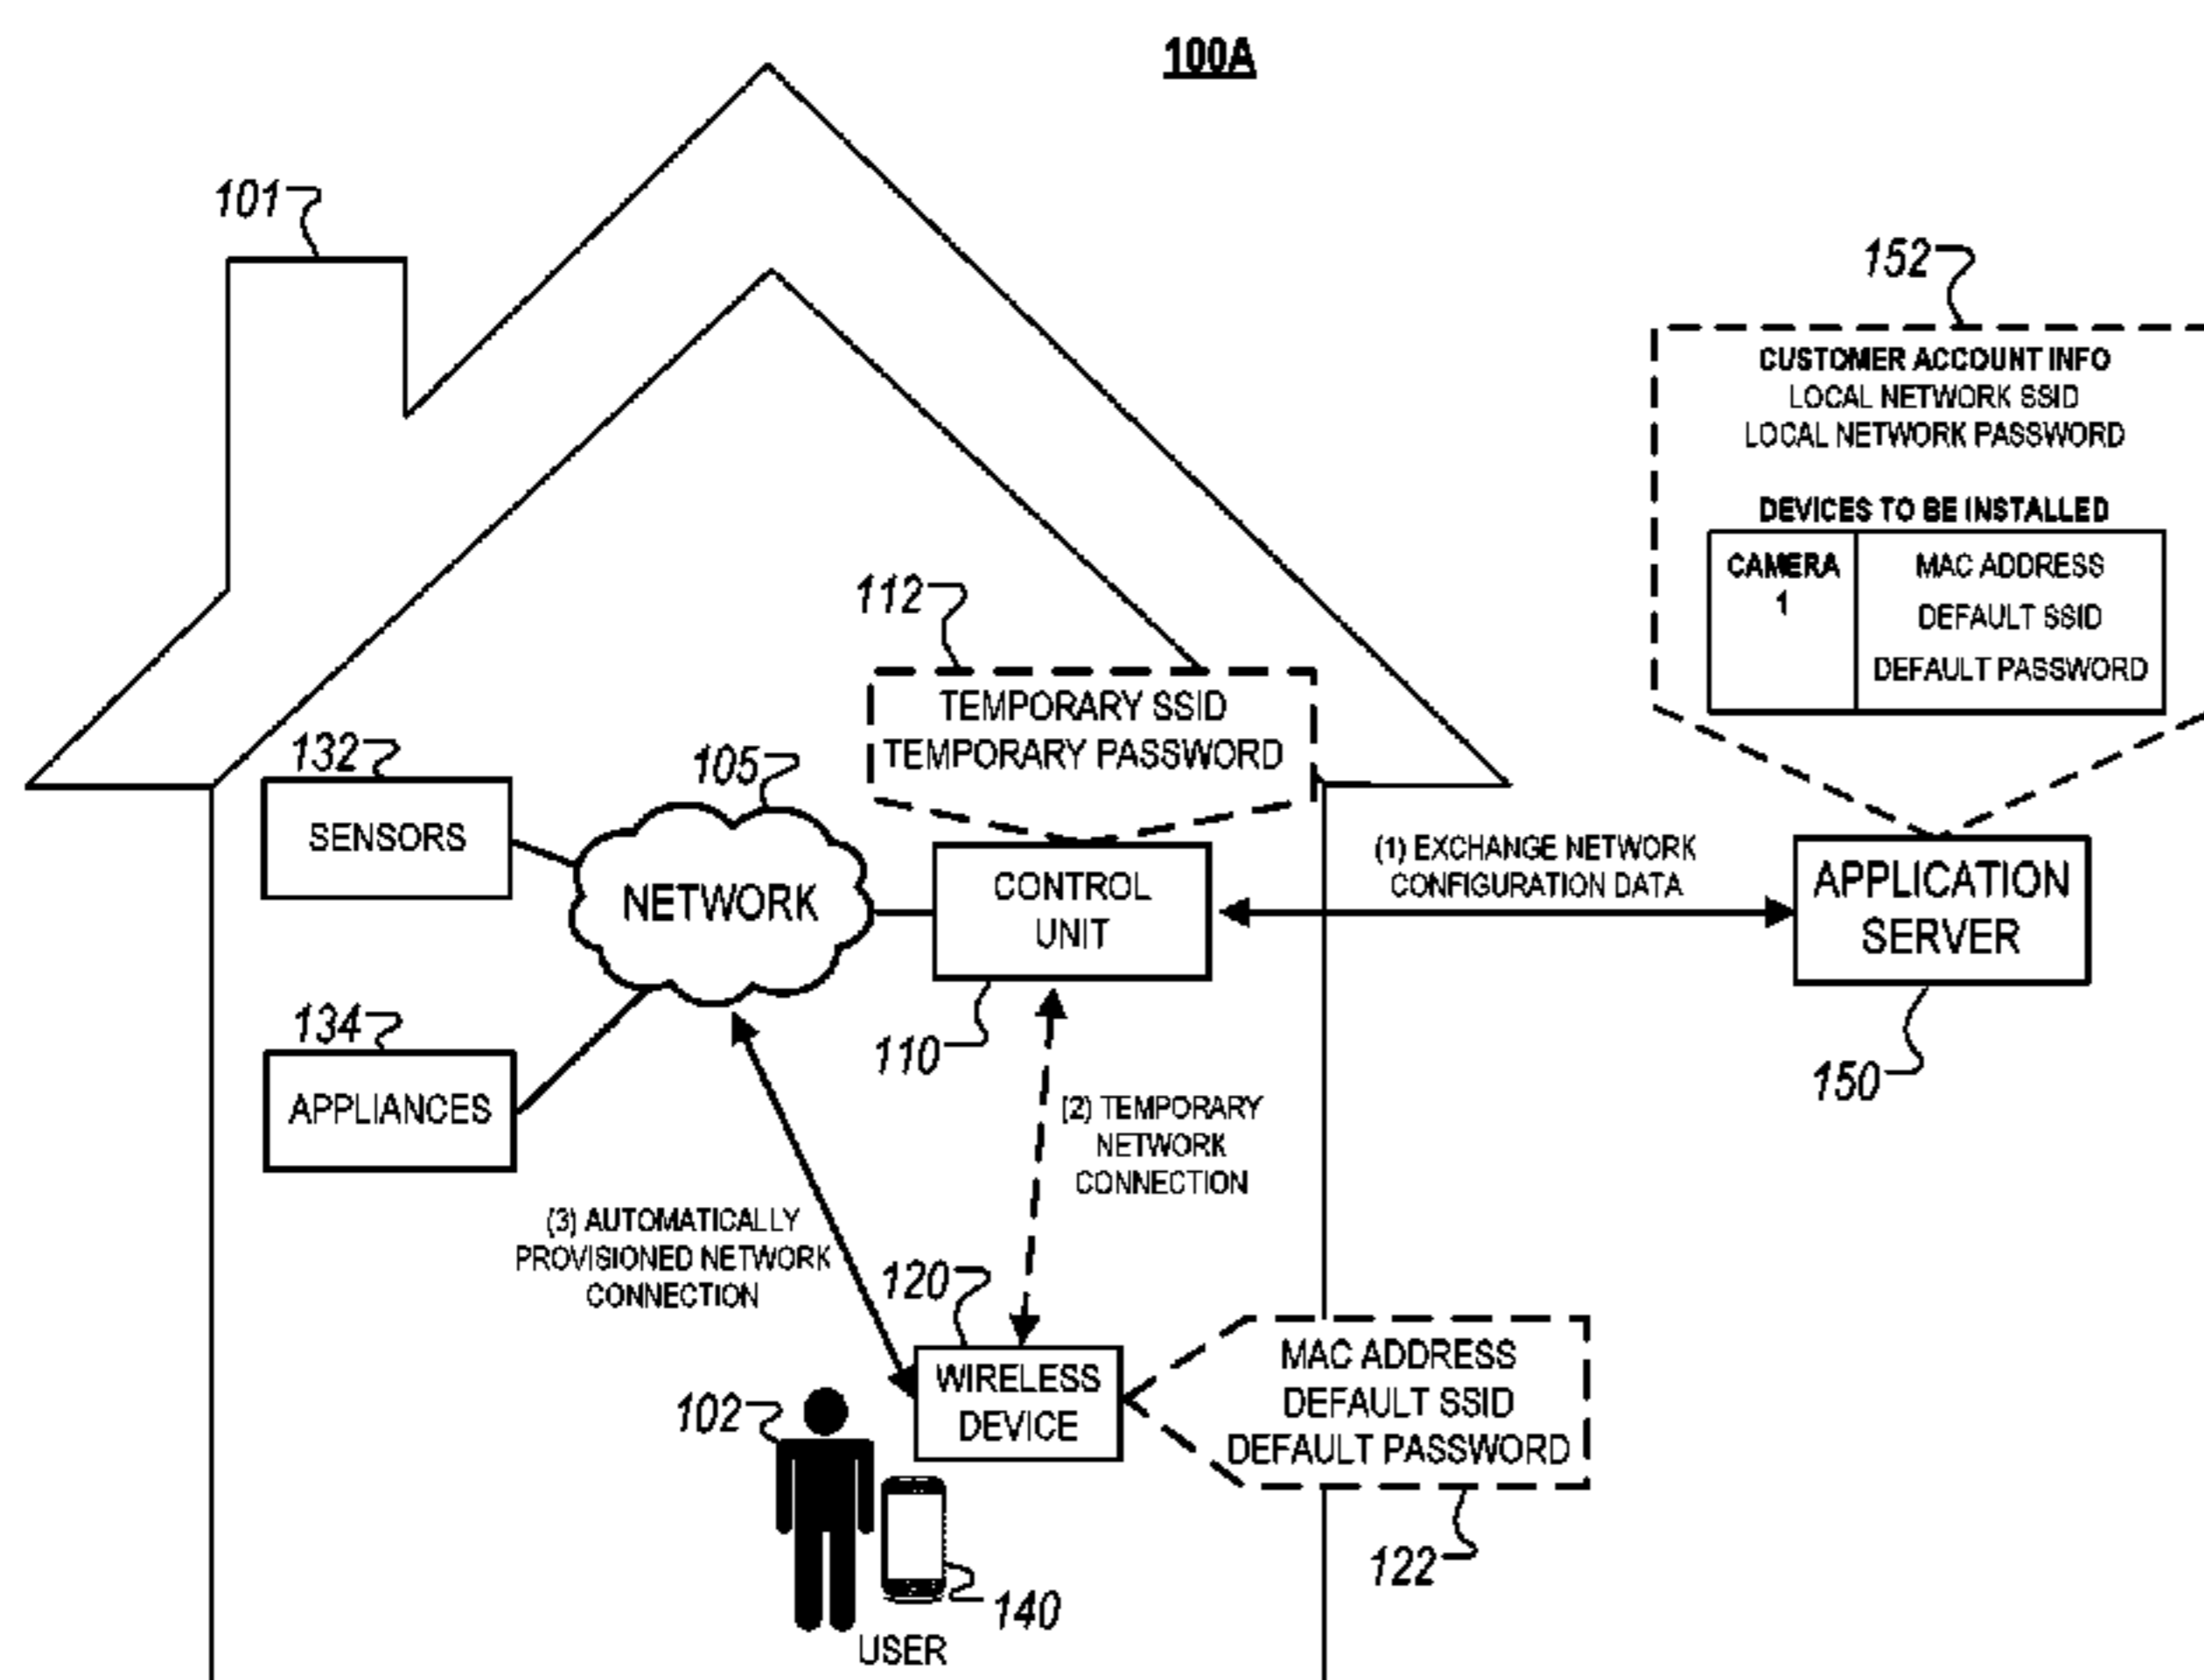 100A
101
152
CUSTOMER ACCOUNT INFO
LOCAL NETWORK SSID
LOCAL NETWORK PASSWORD
DEVICES TO BE INSTALLED
CAMERA
1
MAC ADDRESS
DEFAULT SSID
DEFAULT PASSWORD
112
TEMPORARY SSID
TEMPORARY PASSWORD
132
SENSORS
105
NETWORK
CONTROL
UNIT
110
(1) EXCHANGE NETWORK
CONFIGURATION DATA
APPLICATION
SERVER
150
134
APPLIANCES
(2) TEMPORARY
NETWORK
CONNECTION
(3) AUTOMATICALLY
PROVISIONED NETWORK
CONNECTION
120
WIRELESS
DEVICE
MAC ADDRESS
DEFAULT SSID
DEFAULT PASSWORD
122
102
140
USER